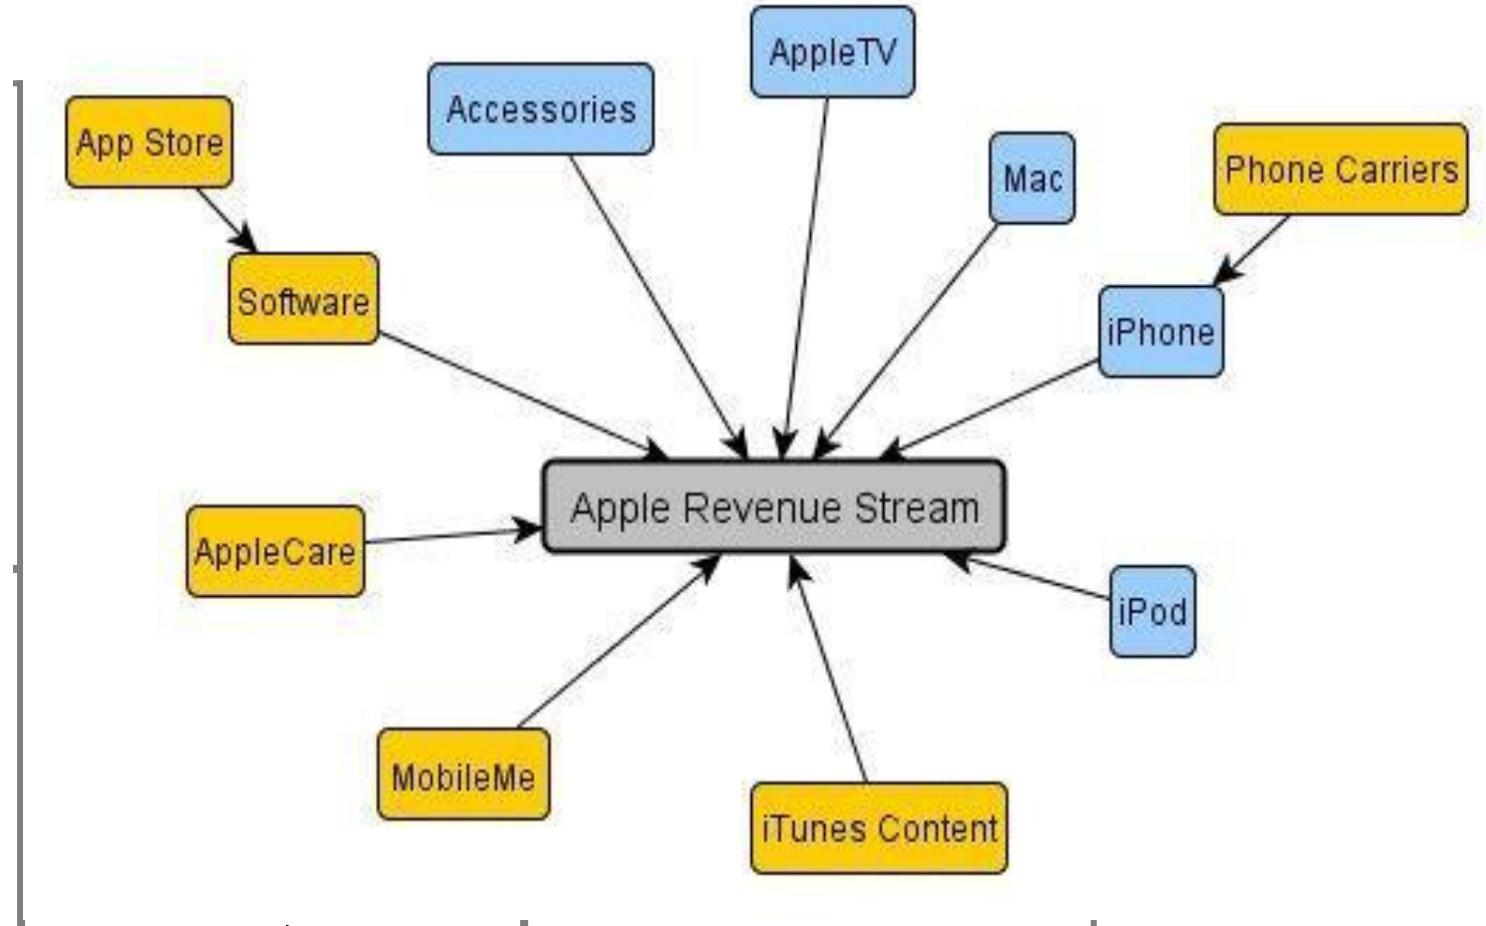 AppleTV
Accessories
App Store
Mac
Phone Carriers
Software
iPhone
Apple Revenue Stream
AppleCare
iPod
MobileMe
iTunes Content